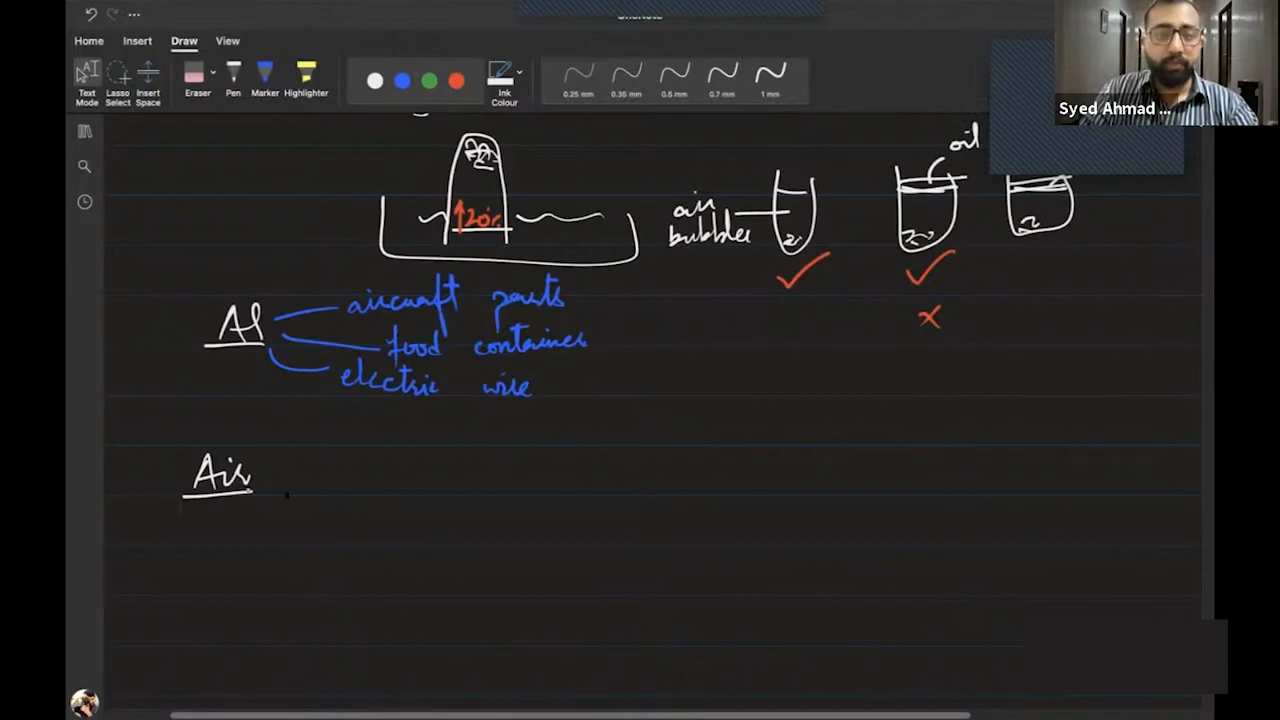 OneNote
Home Insert Draw View
Text Mode
Lasso Select
Insert Space
Eraser
Pen
Marker
Highlighter
Ink Colour
0.25 mm
0.35 mm
0.5 mm
0.7 mm
1 mm
Syed Ahmad ...
oil
air bubbles
↑20%
Al
aircraft parts
food container
electric wire
Air